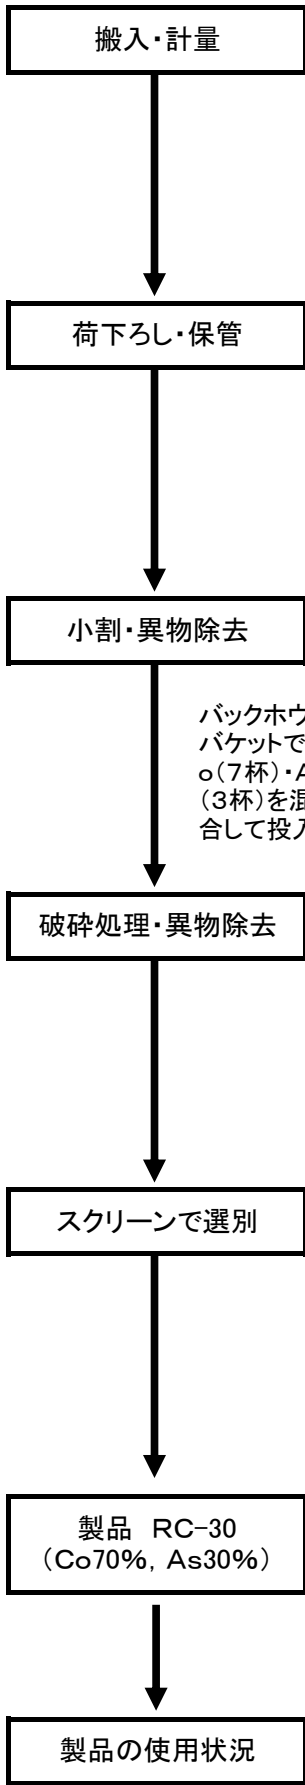 搬入・計量
荷下ろし・保管
小割・異物除去
バックホウ
バケットで
o(7杯)・A
(3杯)を混
合して投入
破砕処理・異物除去
スクリーンで選別
製品 RC-30
(Co70%, As30%)
製品の使用状況